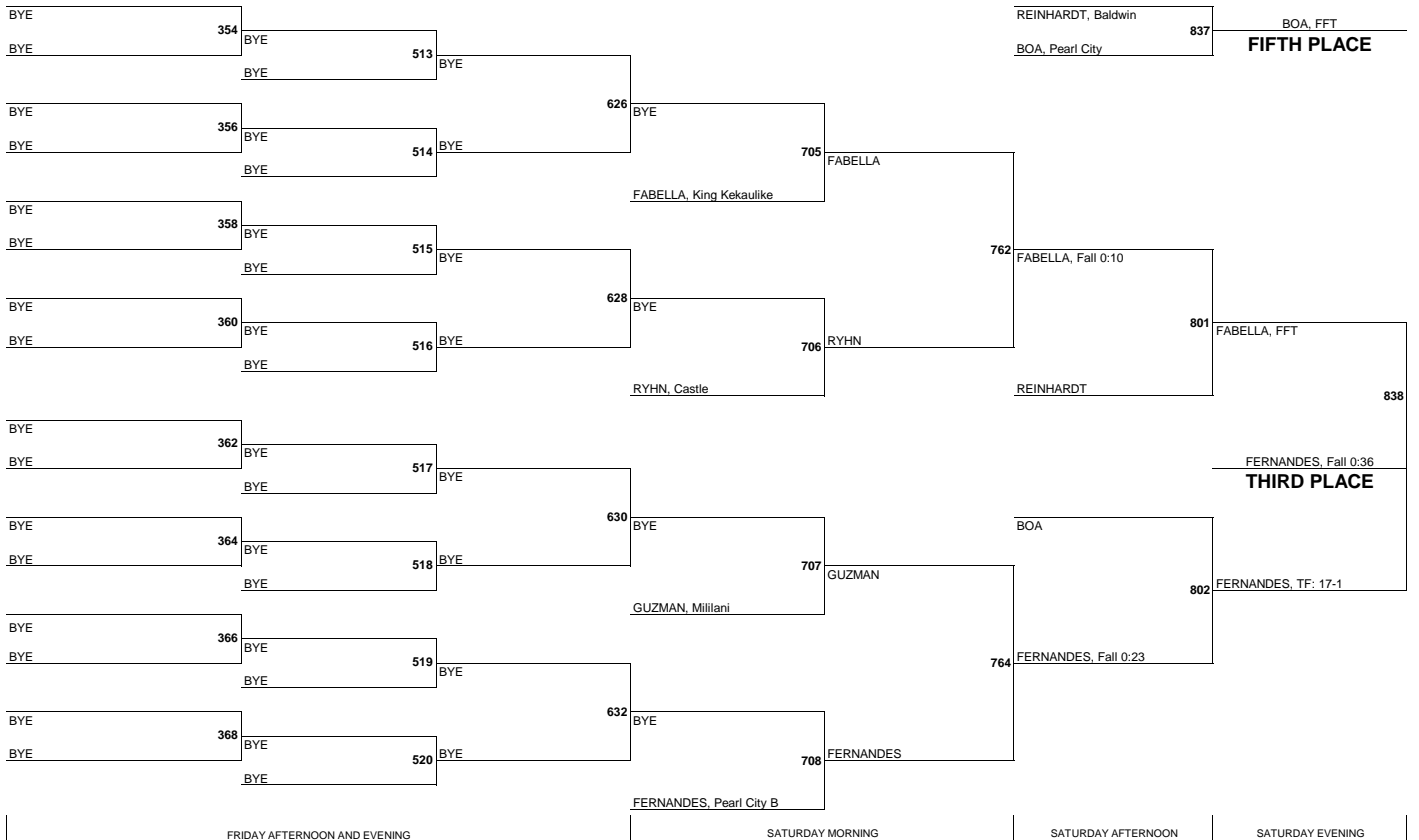 BYE
354
BYE
BYE
513
BYE
BYE
626
BYE
356
BYE
BYE
514
BYE
BYE
BYE
705
FABELLA
FABELLA, King Kekaulike
BYE
358
BYE
BYE
515
BYE
BYE
628
BYE
360
BYE
BYE
516
BYE
BYE
BYE
706
RYHN
RYHN, Castle
762
FABELLA, Fall 0:10
REINHARDT
801
FABELLA, FFT
BYE
362
BYE
BYE
517
BYE
BYE
630
BYE
364
BYE
BYE
518
BYE
BYE
BYE
707
GUZMAN
GUZMAN, Mililani
BYE
366
BYE
BYE
519
BYE
BYE
632
BYE
368
BYE
BYE
520
BYE
BYE
BYE
708
FERNANDES
FERNANDES, Pearl City B
764
FERNANDES, Fall 0:23
BOA
802
FERNANDES, TF: 17-1
838
FERNANDES, Fall 0:36
THIRD PLACE
REINHARDT, Baldwin
837
BOA, Pearl City
BOA, FFT
FIFTH PLACE
FRIDAY AFTERNOON AND EVENING
SATURDAY MORNING
SATURDAY AFTERNOON
SATURDAY EVENING